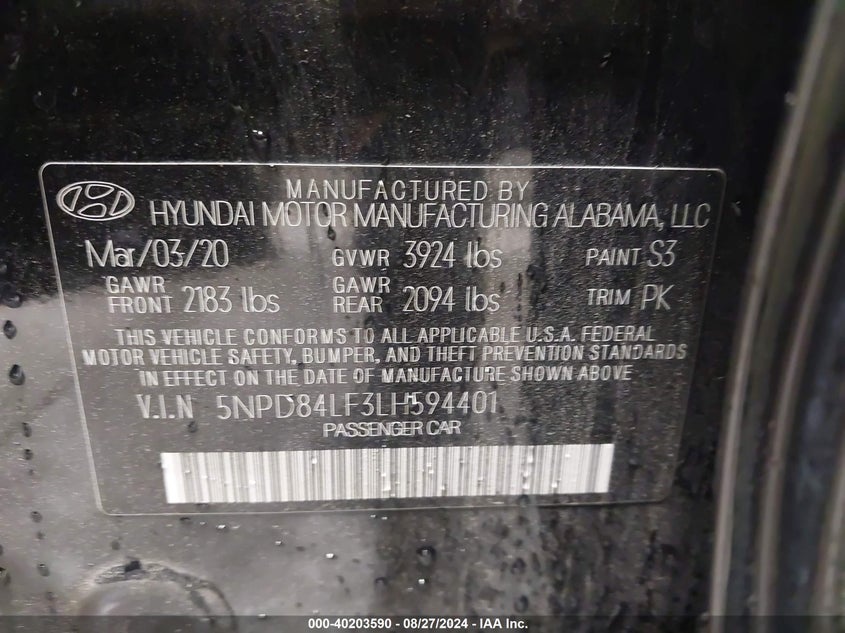 MANUFACTURED BY
HYUNDAI MOTOR MANUFACTURING ALABAMA, LLC
Mar/03/20 GVWR 3924 lbs PAINT S3
GAWR FRONT 2183 lbs GAWR REAR 2094 lbs TRIM PK
THIS VEHICLE CONFORMS TO ALL APPLICABLE U.S.A. FEDERAL
MOTOR VEHICLE SAFETY, BUMPER, AND THEFT PREVENTION STANDARDS
IN EFFECT ON THE DATE OF MANUFACTURE SHOWN ABOVE
V.I.N 5NPD84LF3LH594401
PASSENGER CAR
000-40203590 - 08/27/2024 - IAA Inc.